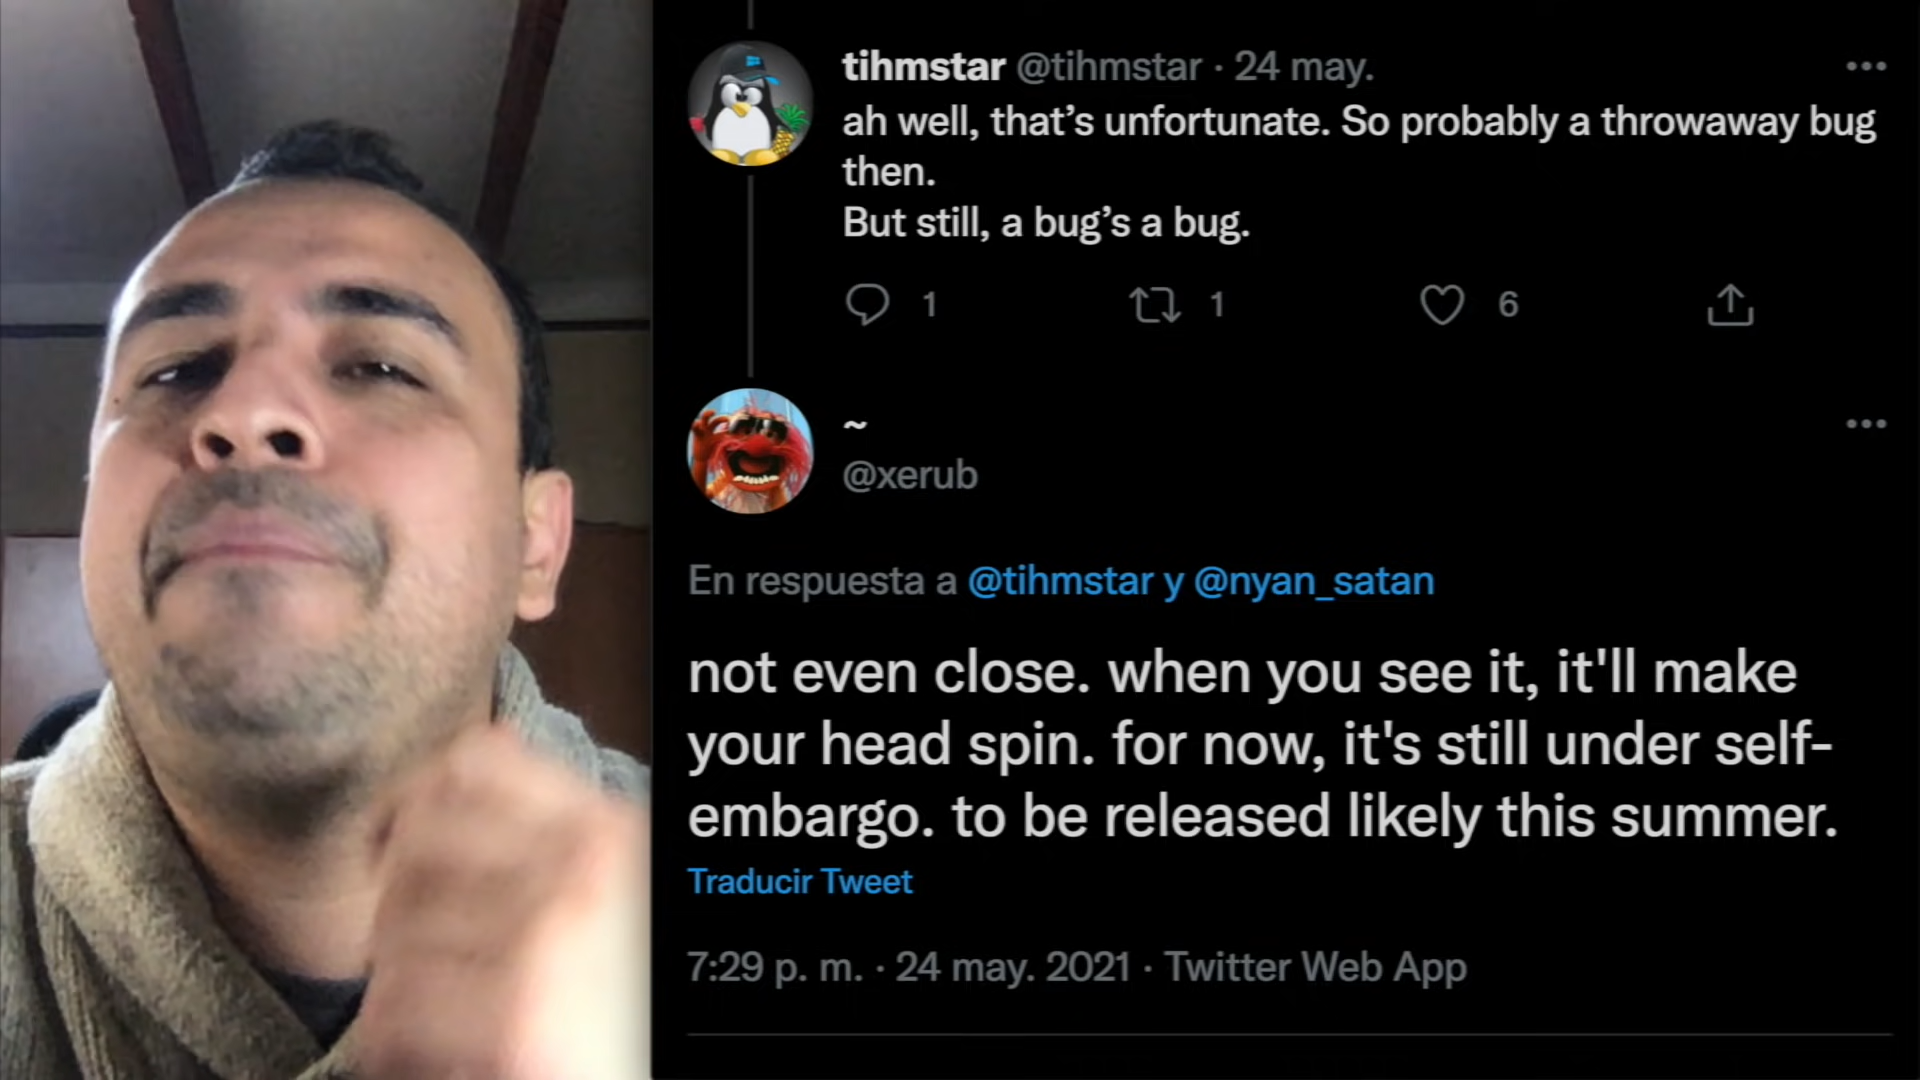 tihmstar @tihmstar · 24 may.
ah well, that’s unfortunate. So probably a throwaway bug
then.
But still, a bug’s a bug.
1 1 6
~
@xerub
En respuesta a @tihmstar y @nyan_satan
not even close. when you see it, it'll make
your head spin. for now, it's still under self-
embargo. to be released likely this summer.
Traducir Tweet
7:29 p. m. · 24 may. 2021 · Twitter Web App